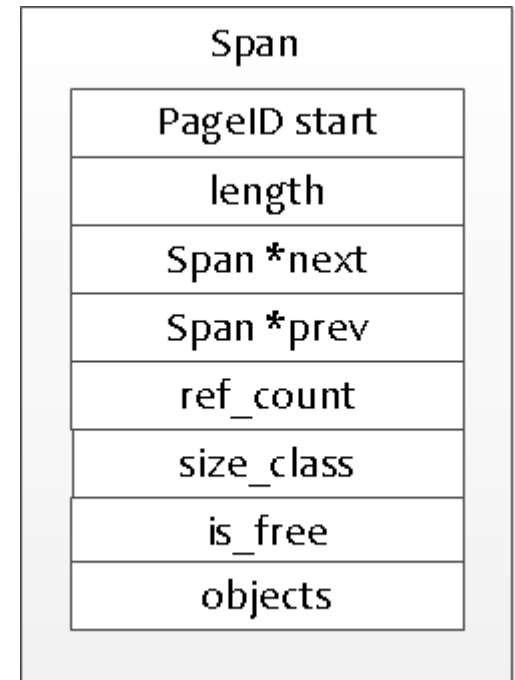 Span
PageID start
length
Span *next
Span *prev
ref_count
size_class
is_free
objects